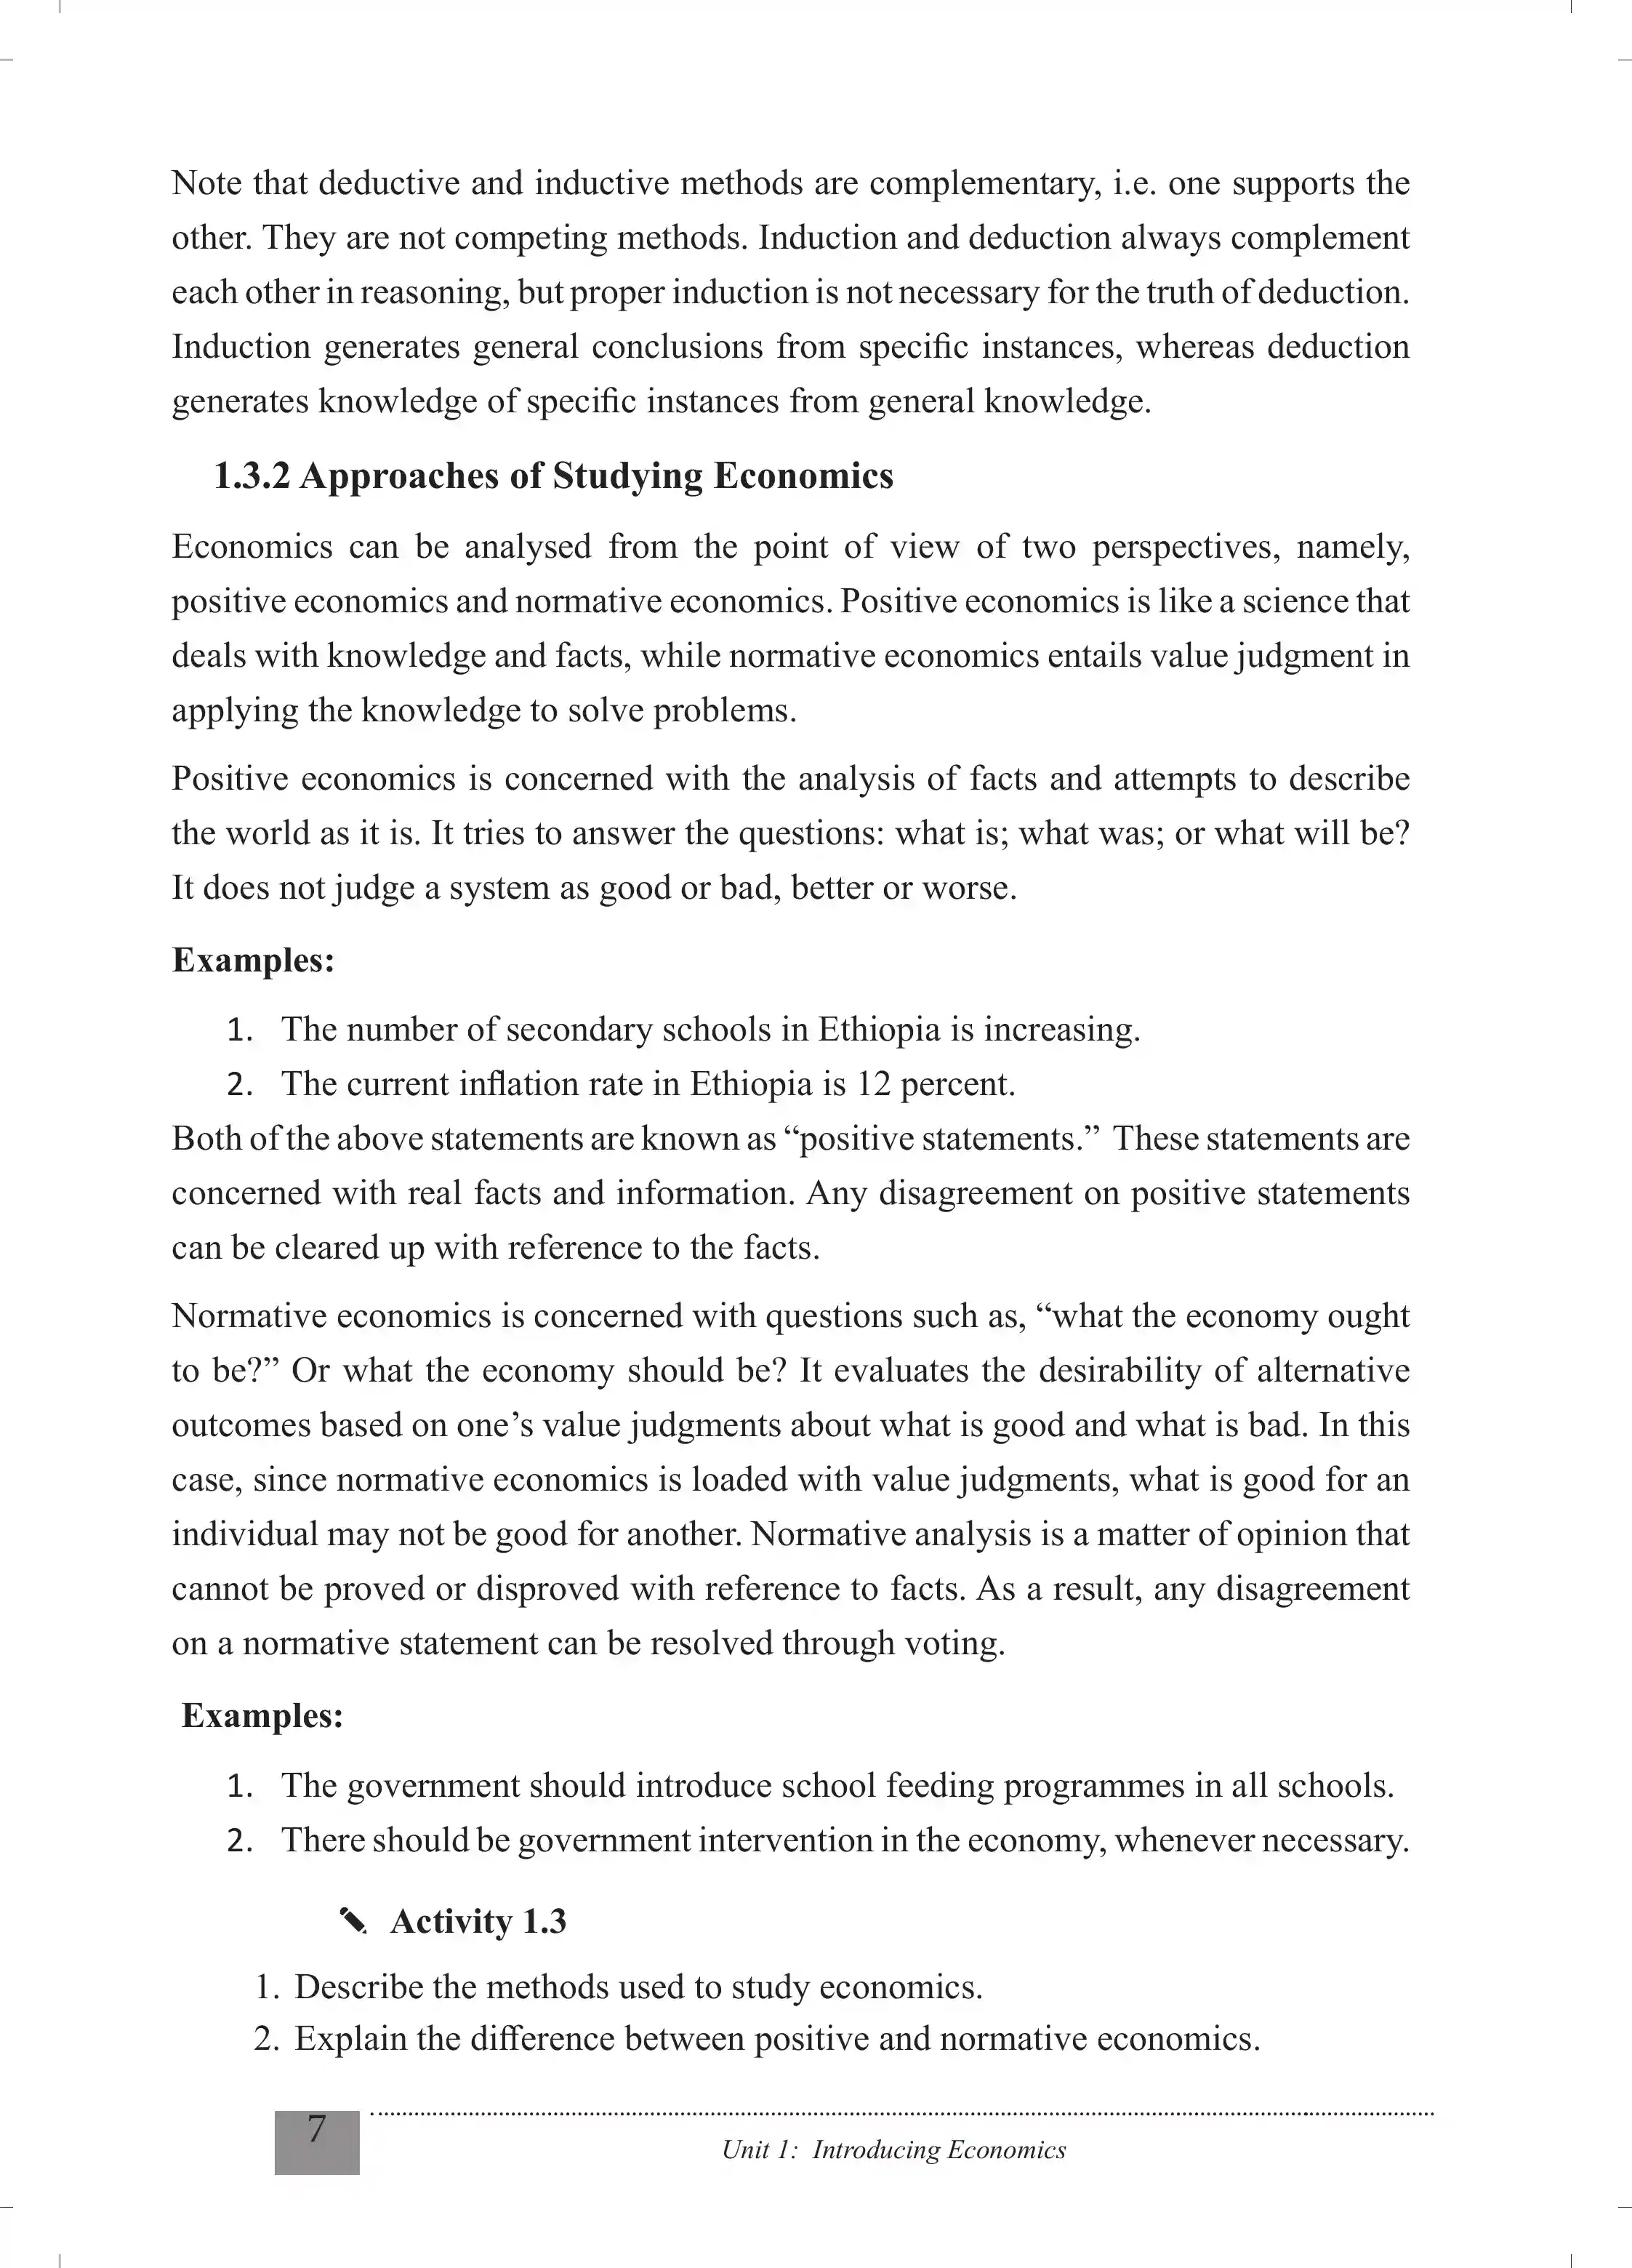 Note that deductive and inductive methods are complementary, i.e. one supports the
other. They are not competing methods. Induction and deduction always complement
each other in reasoning, but proper induction is not necessary for the truth of deduction.
Induction generates general conclusions from specific instances, whereas deduction
generates knowledge of specific instances from general knowledge.
1.3.2 Approaches of Studying Economics
Economics can be analysed from the point of view of two perspectives, namely,
positive economics and normative economics. Positive economics is like a science that
deals with knowledge and facts, while normative economics entails value judgment in
applying the knowledge to solve problems.
Positive economics is concerned with the analysis of facts and attempts to describe
the world as it is. It tries to answer the questions: what is; what was; or what will be?
It does not judge a system as good or bad, better or worse.
Examples:
1. The number of secondary schools in Ethiopia is increasing.
2. The current inflation rate in Ethiopia is 12 percent.
Both of the above statements are known as “positive statements.” These statements are
concerned with real facts and information. Any disagreement on positive statements
can be cleared up with reference to the facts.
Normative economics is concerned with questions such as, “what the economy ought
to be?” Or what the economy should be? It evaluates the desirability of alternative
outcomes based on one’s value judgments about what is good and what is bad. In this
case, since normative economics is loaded with value judgments, what is good for an
individual may not be good for another. Normative analysis is a matter of opinion that
cannot be proved or disproved with reference to facts. As a result, any disagreement
on a normative statement can be resolved through voting.
Examples:
1. The government should introduce school feeding programmes in all schools.
2. There should be government intervention in the economy, whenever necessary.
Activity 1.3
1. Describe the methods used to study economics.
2. Explain the difference between positive and normative economics.
7
Unit 1: Introducing Economics